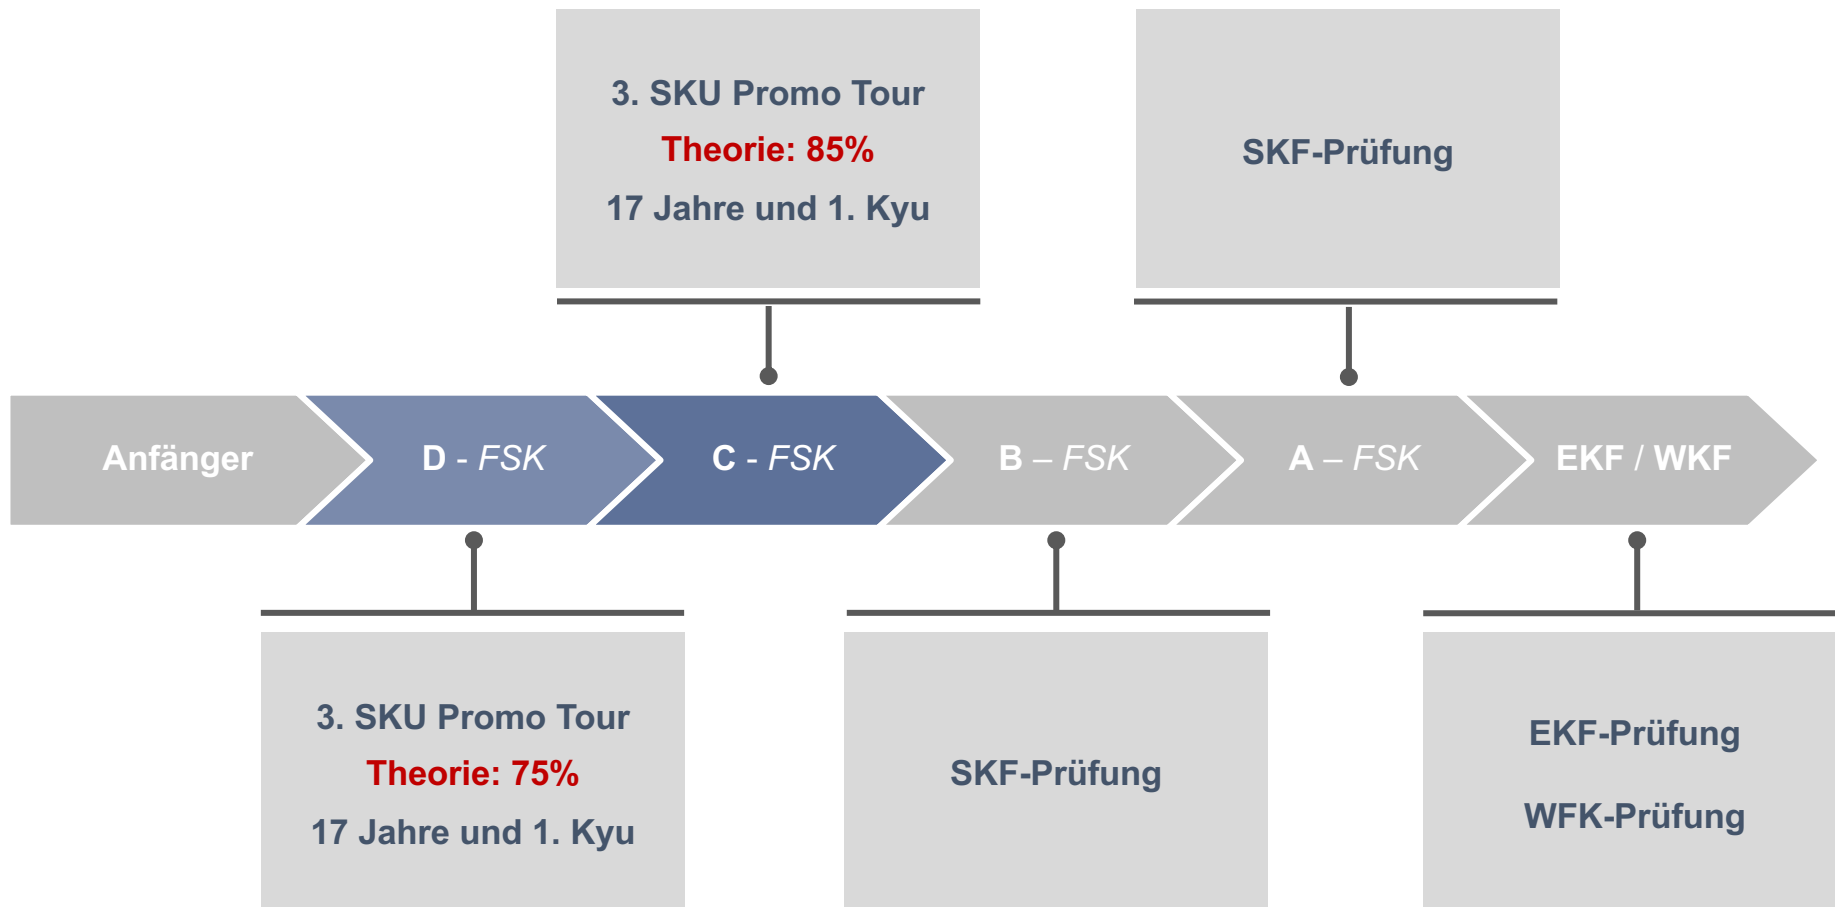 3. SKU Promo Tour
Theorie: 85%
17 Jahre und 1. Kyu
SKF-Prüfung
Anfänger
D - FSK
C - FSK
B – FSK
A – FSK
EKF / WKF
3. SKU Promo Tour
Theorie: 75%
17 Jahre und 1. Kyu
SKF-Prüfung
EKF-Prüfung
WFK-Prüfung